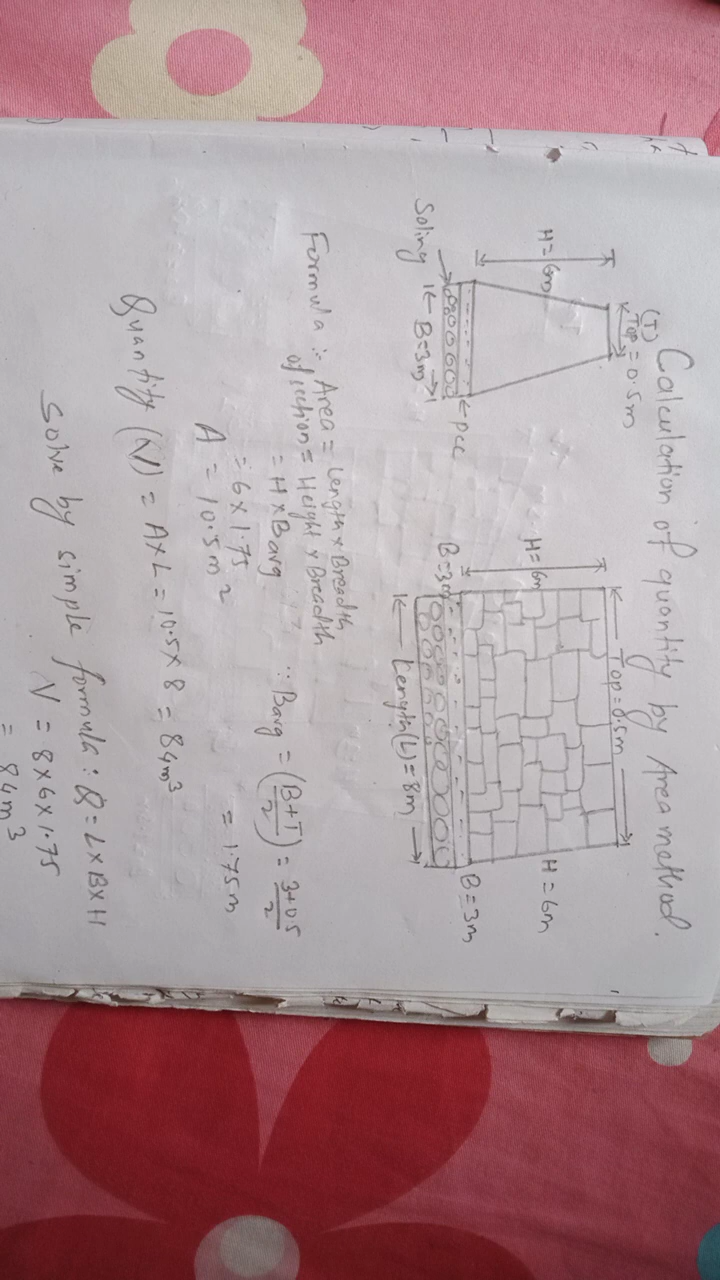 Calculation of quantity by Area method.
(T)
Top = 0.5m
H = 6m
Soling
B = 3m
PCC
Top = 0.5m
H = 6m
H = 6m
B = 3m
B = 3m
Length (L) = 8m
Formula :- Area = Length x Breadth
of section = Height x Breadth
= H x Bavg
∴ Bavg = (B+T/2) = 3+0.5/2
= 6 x 1.75
= 1.75m
A = 10.5m2
Quantity (V) = A x L = 10.5 x 8 = 84m3
Solve by simple formula : Q = L x B x H
V = 8 x 6 x 1.75
= 84m3